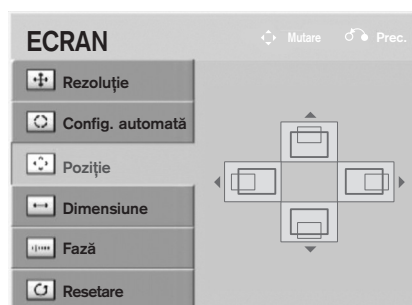 ECRAN
Mutare Prec.
Rezoluţie
Config. automată
Poziţie
Dimensiune
Fază
Resetare